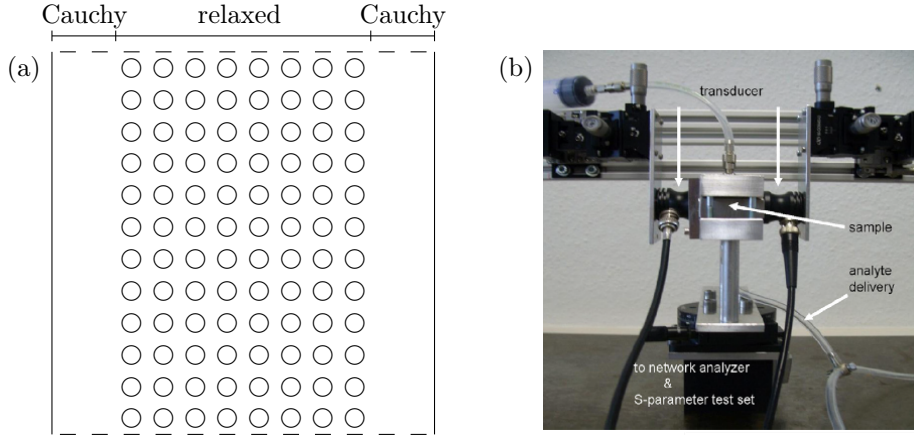 Cauchy relaxed Cauchy
(a)
(b)
transducer
sample
analyte
delivery
to network analyzer
&
S-parameter test set